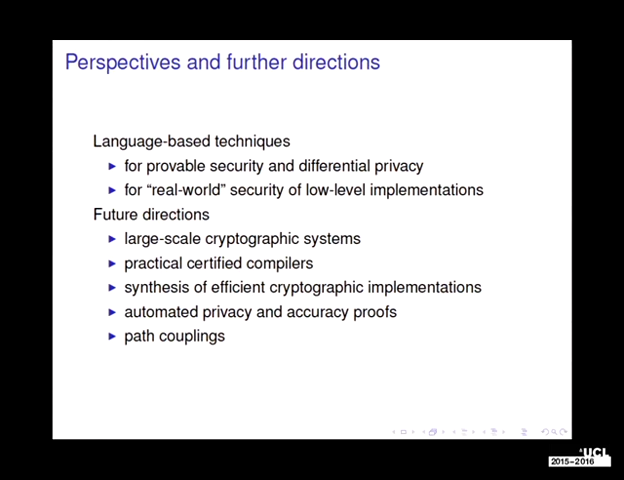 Perspectives and further directions
Language-based techniques
► for provable security and differential privacy
► for “real-world” security of low-level implementations
Future directions
► large-scale cryptographic systems
► practical certified compilers
► synthesis of efficient cryptographic implementations
► automated privacy and accuracy proofs
► path couplings
UCL
2015–2016